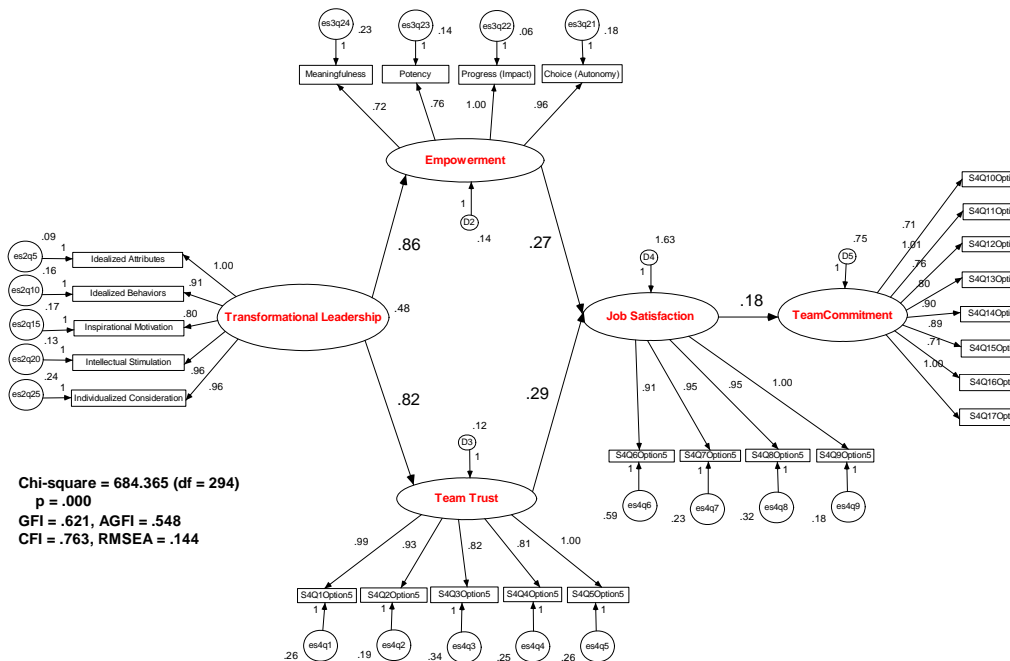 es3q24
.23
es3q23
.14
es3q22
.06
es3q21
.18
1
1
1
1
Meaningfulness
Potency
Progress (Impact)
Choice (Autonomy)
.72
.76
1.00
.96
Empowerment
1
D2
.14
.86
.27
.09
es2q5
1
Idealized Attributes
1.00
.16
es2q10
1
Idealized Behaviors
.91
.17
es2q15
1
Inspirational Motivation
.80
.13
es2q20
1
Intellectual Stimulation
.96
.24
es2q25
1
Individualized Consideration
.96
Transformational Leadership
.48
1.63
D4
1
Job Satisfaction
.18
.75
D5
1
TeamCommitment
.71
1.01
.76
.80
.90
.89
.71
1.00
S4Q10Opti
S4Q11Opti
S4Q12Opti
S4Q13Opti
S4Q14Opti
S4Q15Opti
S4Q16Opti
S4Q17Opti
.82
.29
.91
.95
.95
1.00
S4Q6Option5
S4Q7Option5
S4Q8Option5
S4Q9Option5
1
1
1
1
.59
es4q6
.23
es4q7
.32
es4q8
.18
es4q9
.12
D3
1
Team Trust
.99
.93
.82
.81
1.00
S4Q1Option5
S4Q2Option5
S4Q3Option5
S4Q4Option5
S4Q5Option5
1
1
1
1
1
.26
es4q1
.19
es4q2
.34
es4q3
.25
es4q4
.26
es4q5
Chi-square = 684.365 (df = 294)
p = .000
GFI = .621, AGFI = .548
CFI = .763, RMSEA = .144